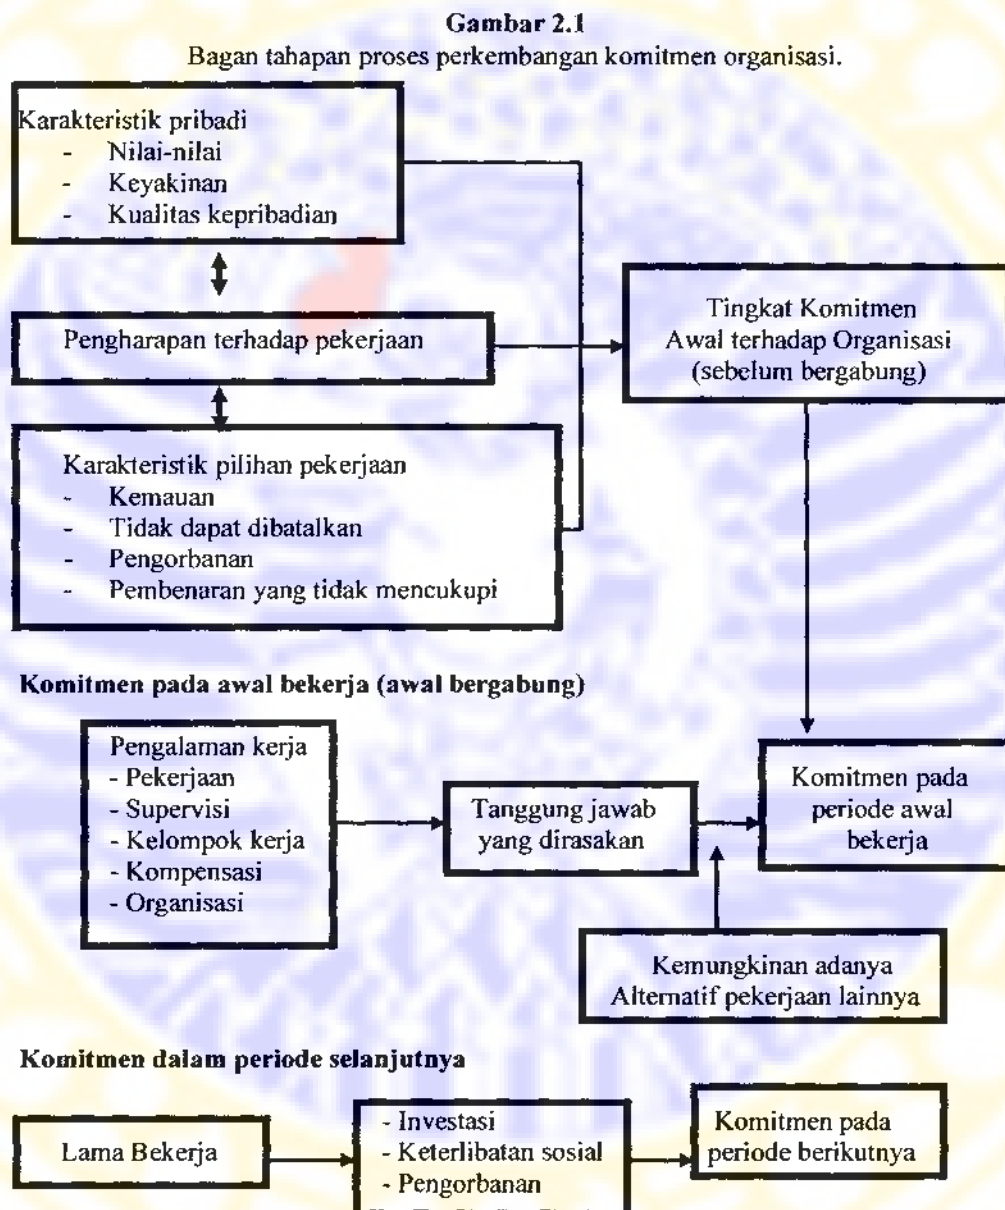 Gambar 2.1
Bagan tahapan proses perkembangan komitmen organisasi.
Karakteristik pribadi
- Nilai-nilai
- Keyakinan
- Kualitas kepribadian
Pengharapan terhadap pekerjaan
Tingkat Komitmen
Awal terhadap Organisasi
(sebelum bergabung)
Karakteristik pilihan pekerjaan
- Kemauan
- Tidak dapat dibatalkan
- Pengorbanan
- Pembenaran yang tidak mencukupi
Komitmen pada awal bekerja (awal bergabung)
Pengalaman kerja
- Pekerjaan
- Supervisi
- Kelompok kerja
- Kompensasi
- Organisasi
Tanggung jawab
yang dirasakan
Komitmen pada
periode awal
bekerja
Kemungkinan adanya
Alternatif pekerjaan lainnya
Komitmen dalam periode selanjutnya
Lama Bekerja
- Investasi
- Keterlibatan sosial
- Pengorbanan
Komitmen pada
periode berikutnya